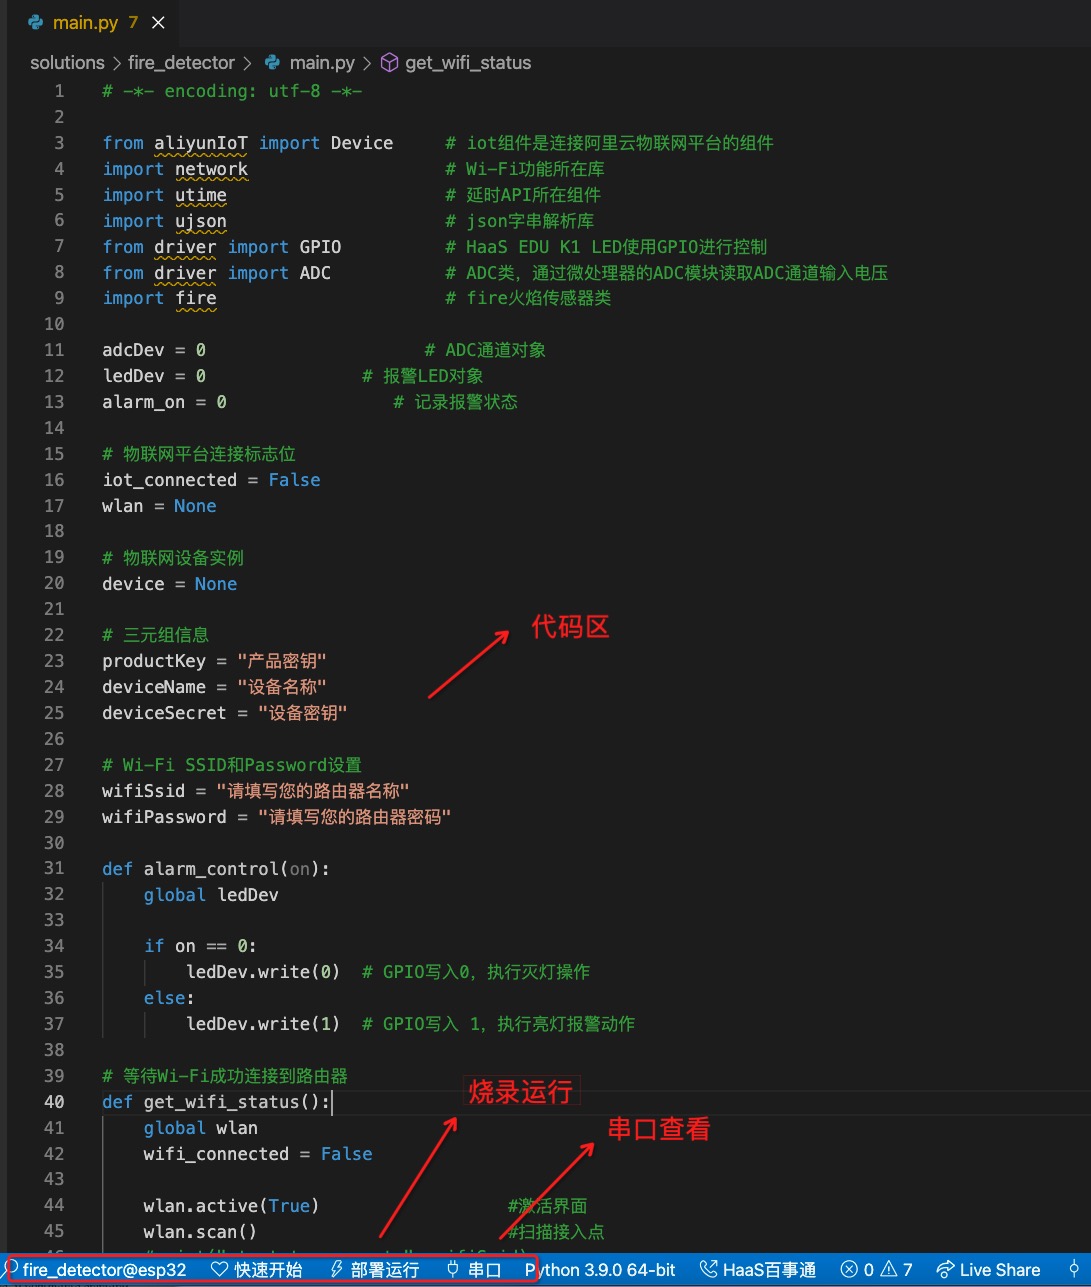 main.py 7
solutions > fire_detector > main.py > get_wifi_status
1 # -*- encoding: utf-8 -*-
2
3 from aliyunIoT import Device # iot组件是连接阿里云物联网平台的组件
4 import network # Wi-Fi功能所在库
5 import utime # 延时API所在组件
6 import ujson # json字串解析库
7 from driver import GPIO # HaaS EDU K1 LED使用GPIO进行控制
8 from driver import ADC # ADC类，通过微处理器的ADC模块读取ADC通道输入电压
9 import fire # fire火焰传感器类
10
11 adcDev = 0 # ADC通道对象
12 ledDev = 0 # 报警LED对象
13 alarm_on = 0 # 记录报警状态
14
15 # 物联网平台连接标志位
16 iot_connected = False
17 wlan = None
18
19 # 物联网设备实例
20 device = None
21
代码区
22 # 三元组信息
23 productKey = "产品密钥"
24 deviceName = "设备名称"
25 deviceSecret = "设备密钥"
26
27 # Wi-Fi SSID和Password设置
28 wifiSsid = "请填写您的路由器名称"
29 wifiPassword = "请填写您的路由器密码"
30
31 def alarm_control(on):
32 global ledDev
33
34 if on == 0:
35 ledDev.write(0) # GPIO写入0，执行灭灯操作
36 else:
37 ledDev.write(1) # GPIO写入 1，执行亮灯报警动作
38
39 # 等待Wi-Fi成功连接到路由器
烧录运行
40 def get_wifi_status():
串口查看
41 global wlan
42 wifi_connected = False
43
44 wlan.active(True) #激活界面
45 wlan.scan() #扫描接入点
fire_detector@esp32 快速开始 部署运行 串口 Python 3.9.0 64-bit HaaS百事通 0 7 Live Share